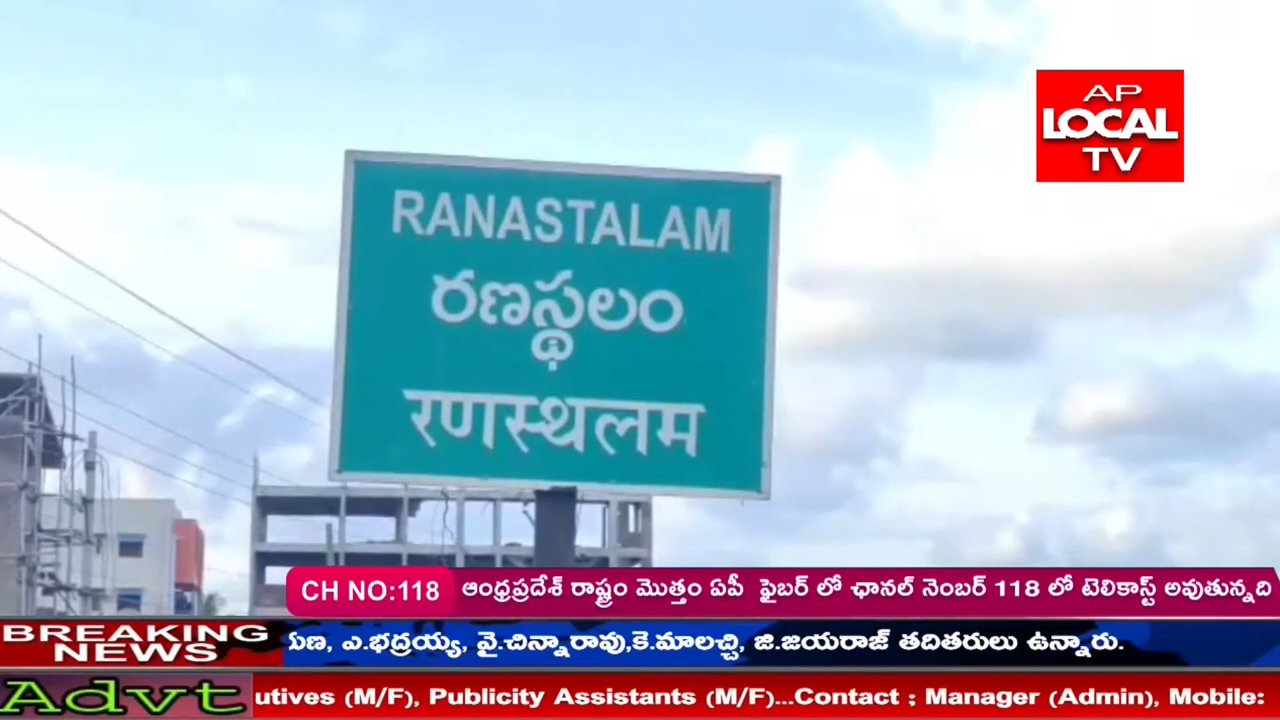 AP
LOCAL
TV
RANASTALAM
రణస్థలం
रणस्थलम
CH NO:118 ఆంధ్రప్రదేశ్ రాష్ట్రం మొత్తం ఏపీ ఫైబర్ లో ఛానల్ నెంబర్ 118 లో టెలికాస్ట్ అవుతున్నది
BREAKING NEWS
ఏణ, ఎ.భద్రయ్య, వై.చిన్నారావు,కె.మాలచ్చి, జి.జయరాజ్ తదితరులు ఉన్నారు.
Advt utives (M/F), Publicity Assistants (M/F)...Contact ; Manager (Admin), Mobile: